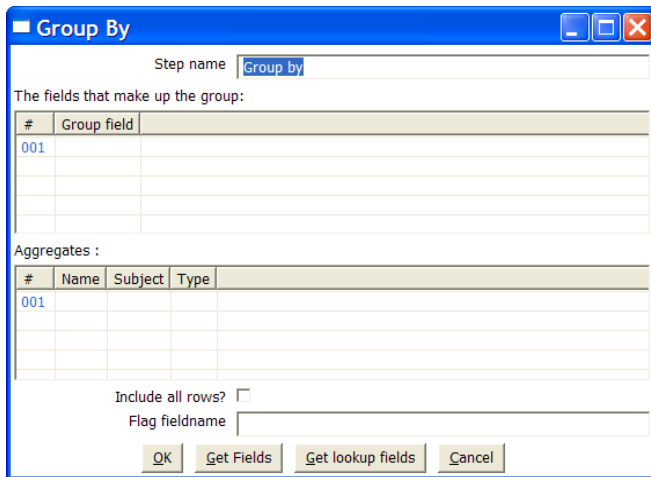 Group By
Step name Group by
The fields that make up the group:
# Group field
001
Aggregates :
# Name Subject Type
001
Include all rows?
Flag fieldname
OK Get Fields Get lookup fields Cancel